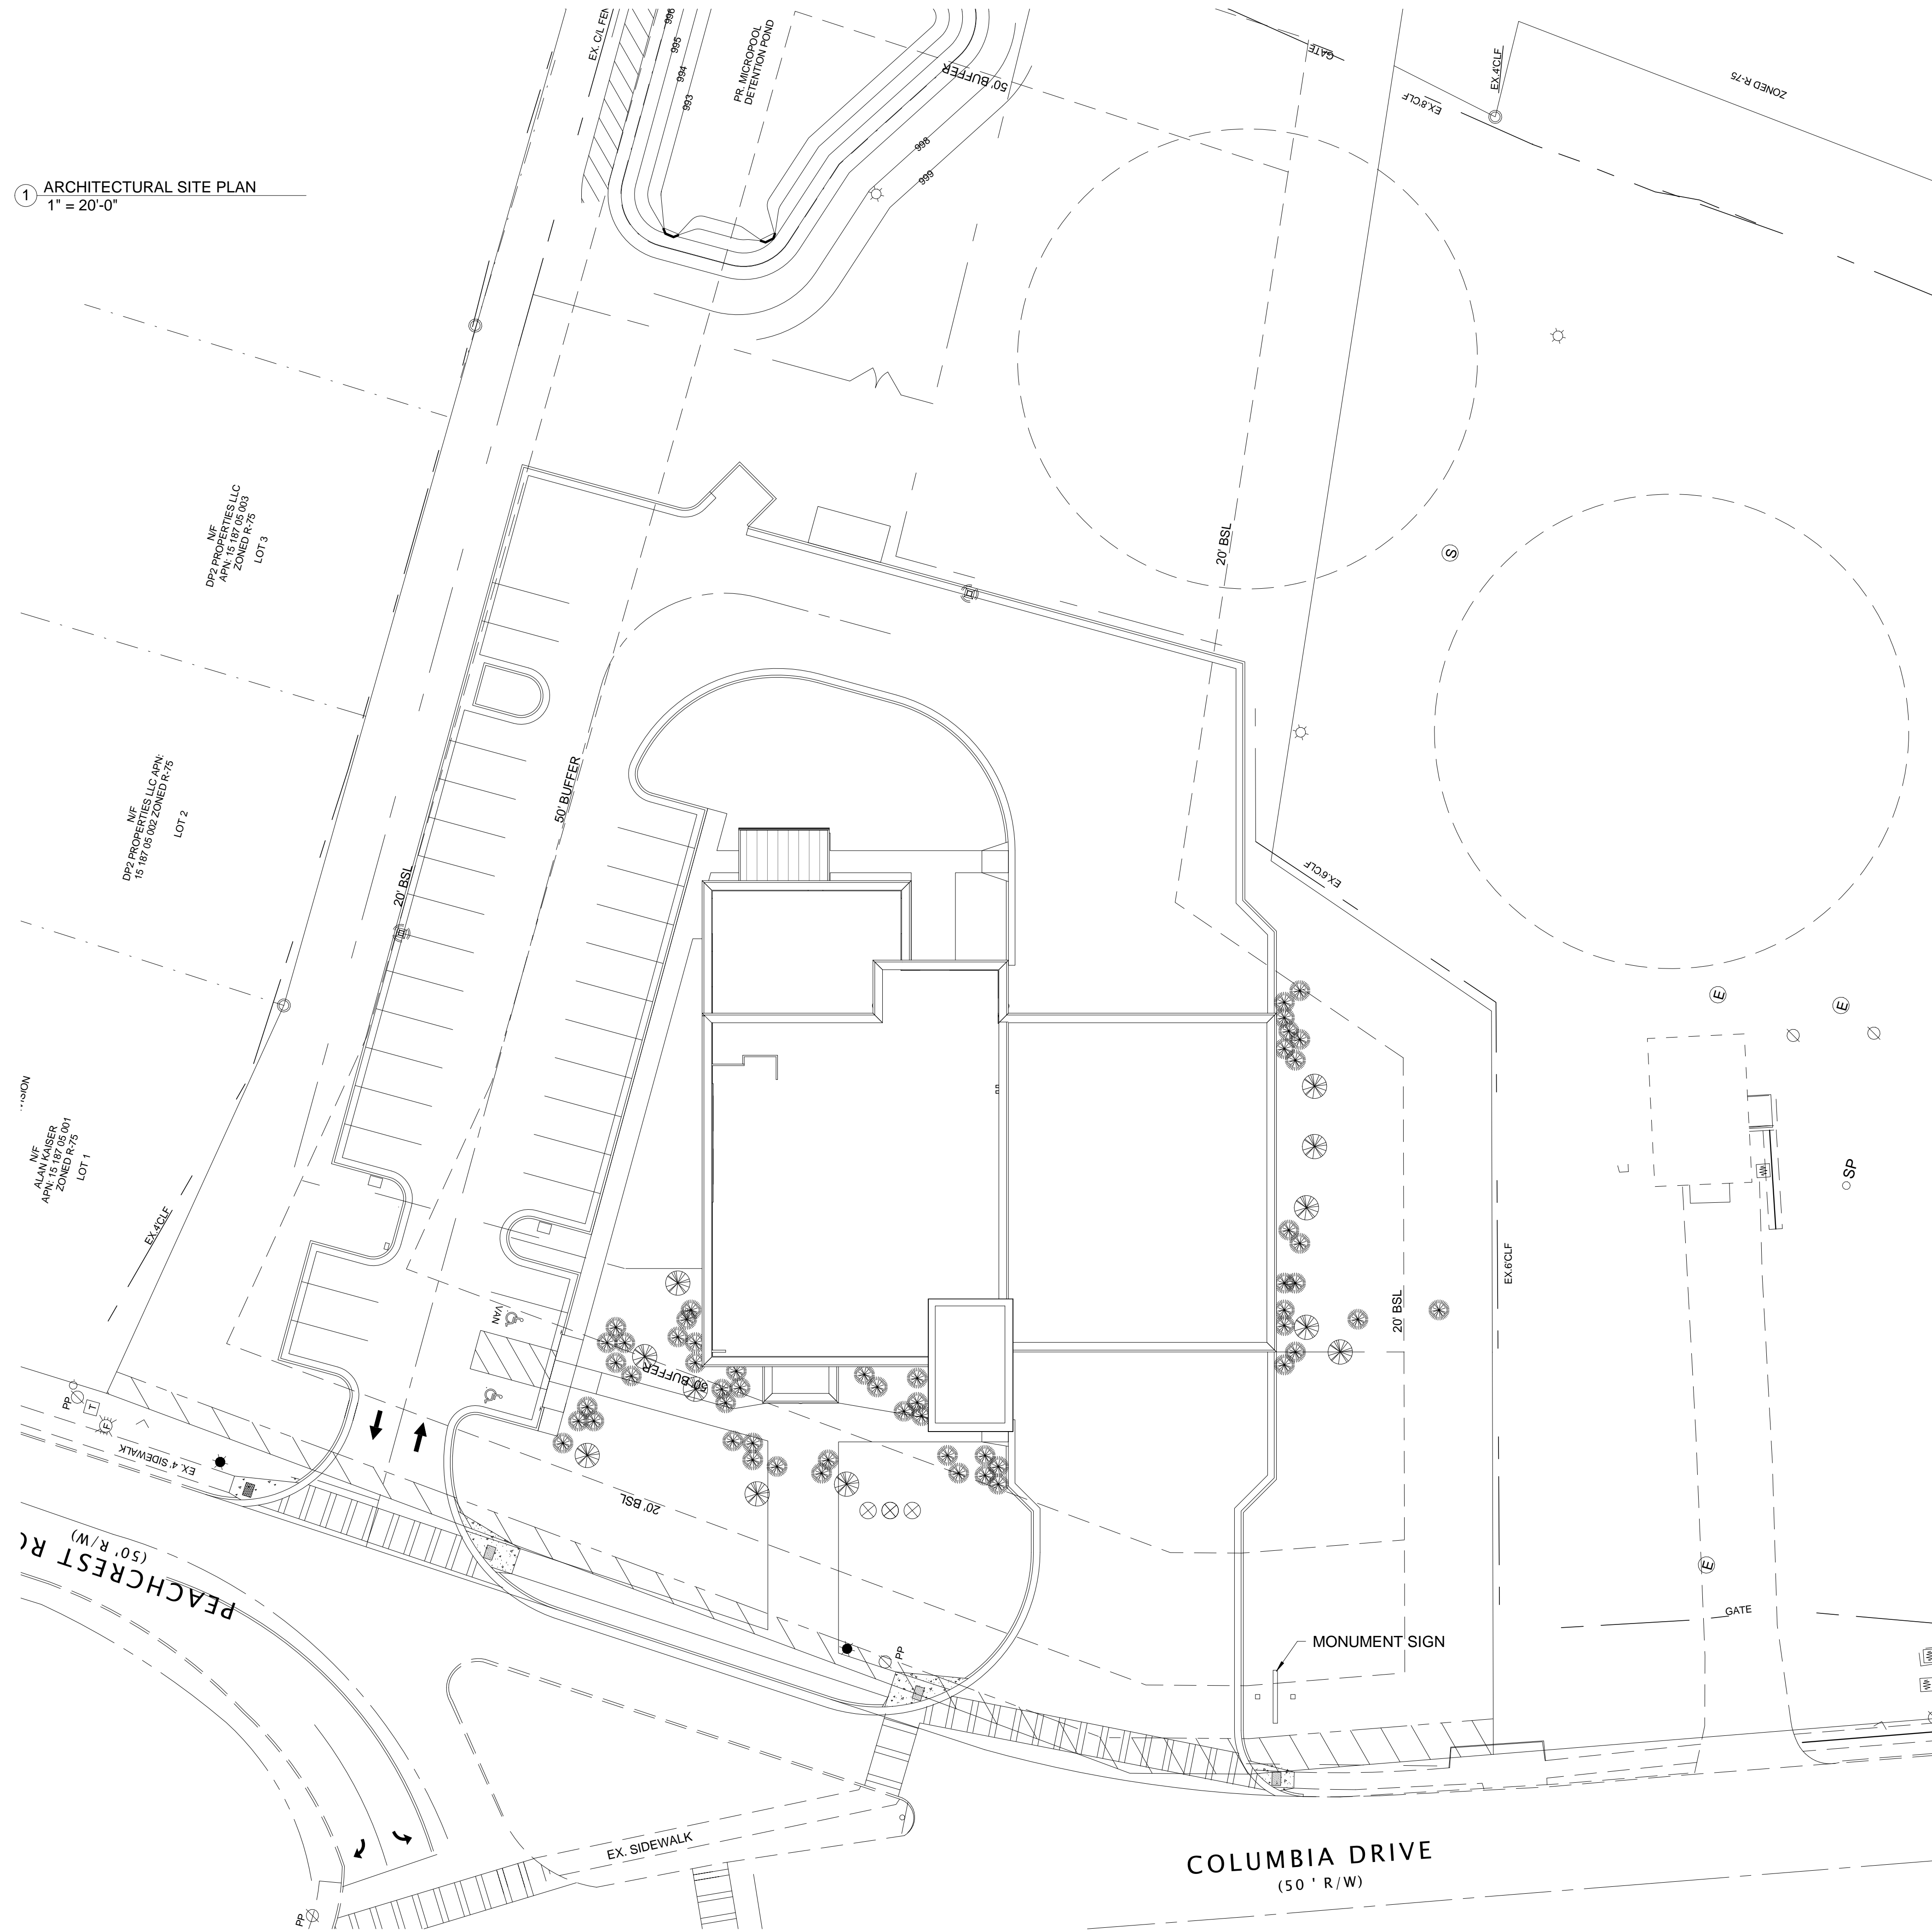 1
ARCHITECTURAL SITE PLAN
1" = 20'-0"
EX. C/L FEN
996
995
994
993
PR. MICROPOOL
DETENTION POND
50' BUFFER
998
999
GATE
EX.8'CLF
EX.4'CLF
ZONED R-75
N/F
DP2 PROPERTIES LLC
APN: 15 187 05 003
ZONED R-75
LOT 3
20' BSL
S
N/F
DP2 PROPERTIES LLC APN:
15 187 05 002 ZONED R-75
LOT 2
50' BUFFER
20' BSL
EX.6'CLF
E
E
N/F
ALAN KAISER
APN: 15 187 05 001
ZONED R-75
LOT 1
EX.4'CLF
SP
EX.6'CLF
VAN
20' BSL
50' BUFFER
PP
T
F
EX. 4' SIDEWALK
20' BSL
PEACHCREST RO
(50' R/W)
E
GATE
PP
MONUMENT SIGN
EX. SIDEWALK
COLUMBIA DRIVE
(50 ' R/W)
PP